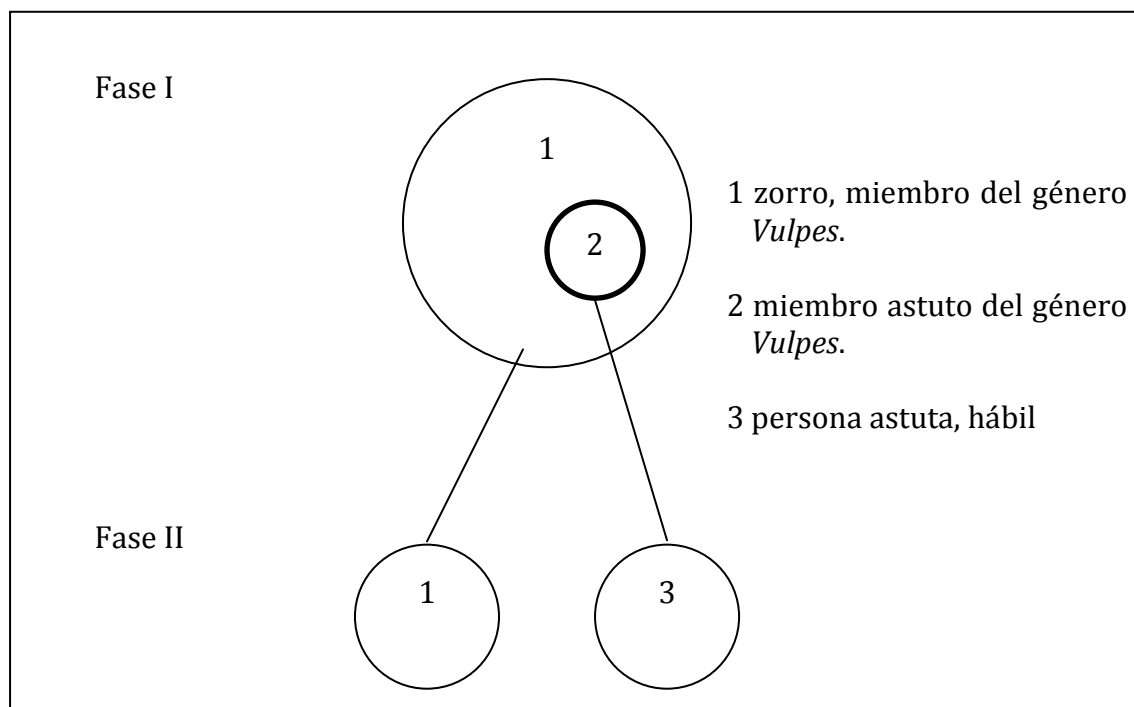 Fase I
1
2
1 zorro, miembro del género
Vulpes.
2 miembro astuto del género
Vulpes.
3 persona astuta, hábil
Fase II
1
3